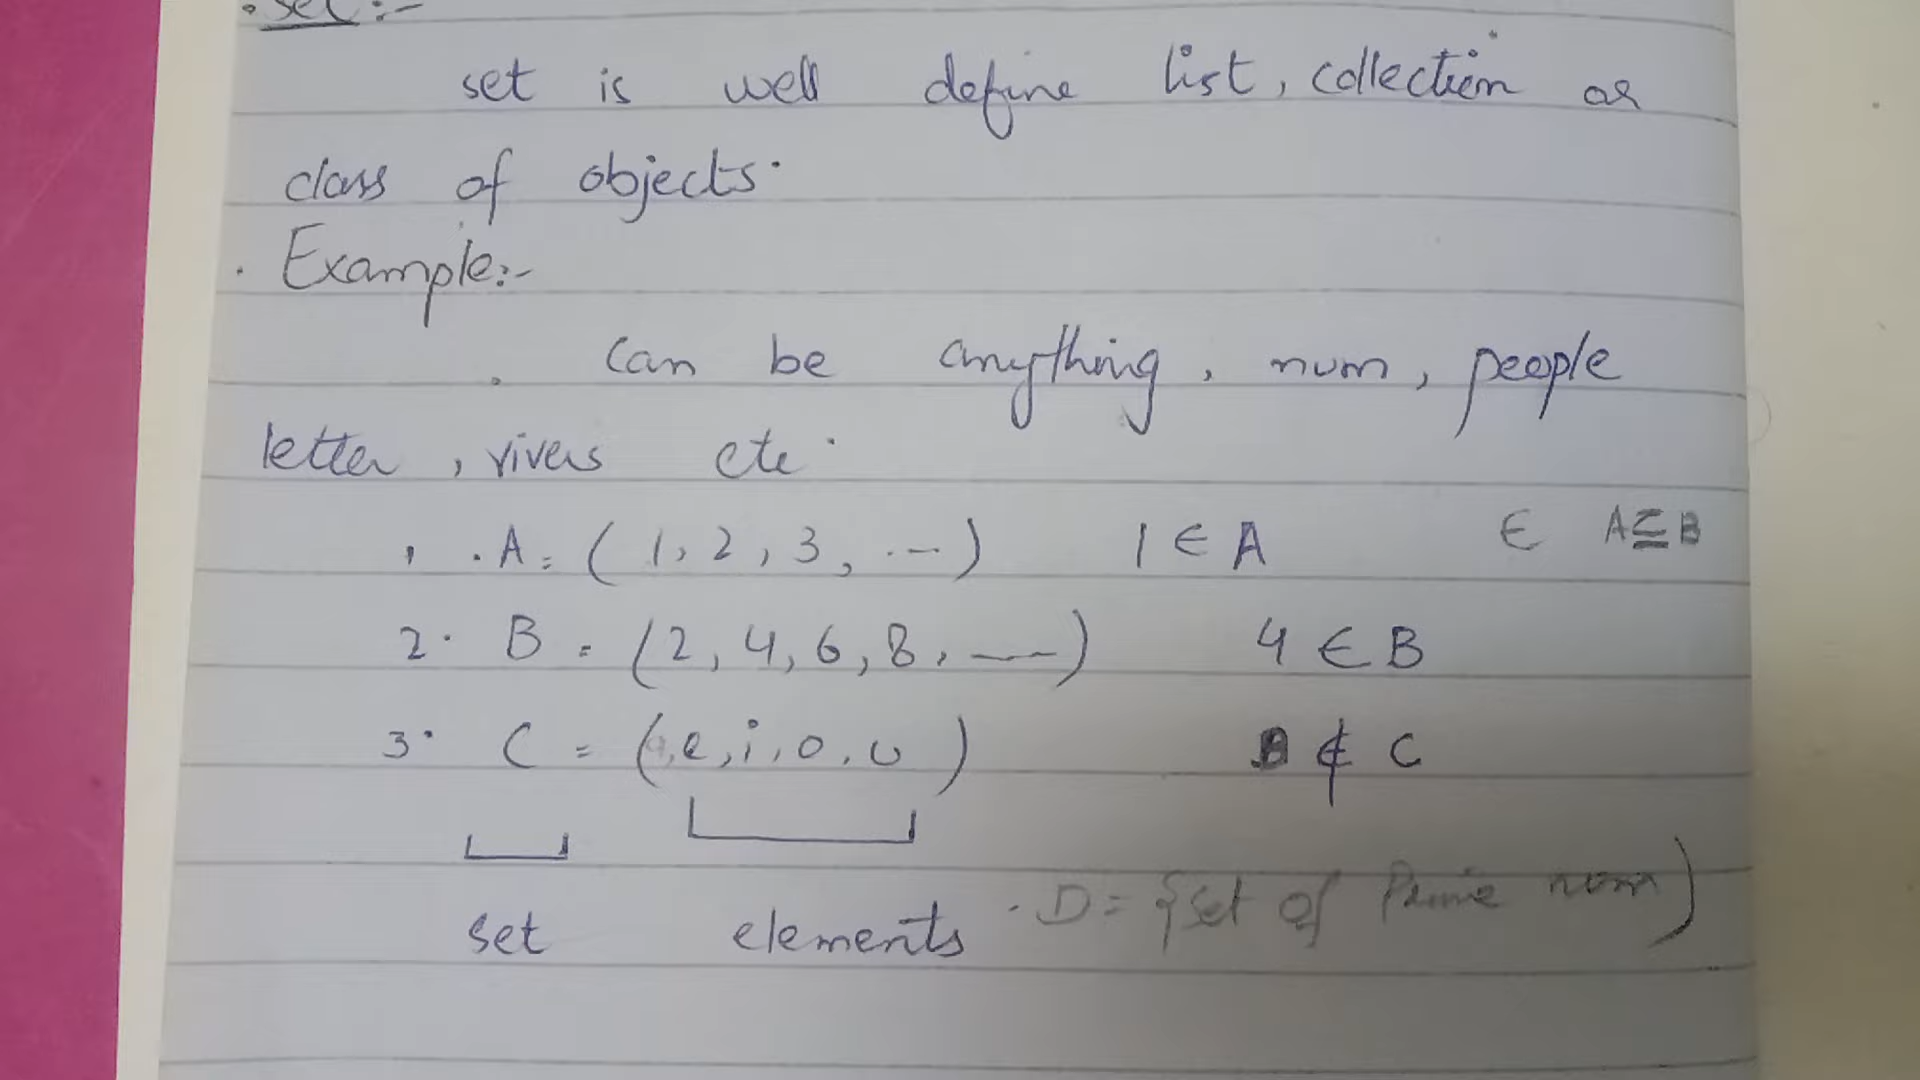 • Set :-
set is well define list, collection or
class of objects.
. Example:-
. Can be anything, num, people
letter, rivers etc.
1 . A = ( 1, 2, 3, ... ) 1 ∈ A ∈ A ⊆ B
2. B = (2, 4, 6, 8, ---) 4 ∈ B
3. C = (a, e, i, o, u ) B ∉ C
set elements . D = {set of Prime num)